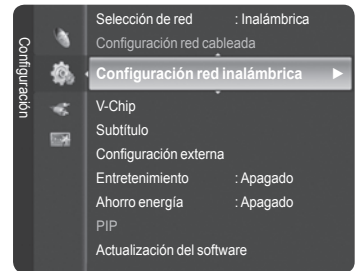 Configuración
Selección de red : Inalámbrica
Configuración red cableada
Configuración red inalámbrica
V-Chip
Subtítulo
Configuración externa
Entretenimiento : Apagado
Ahorro energía : Apagado
PIP
Actualización del software